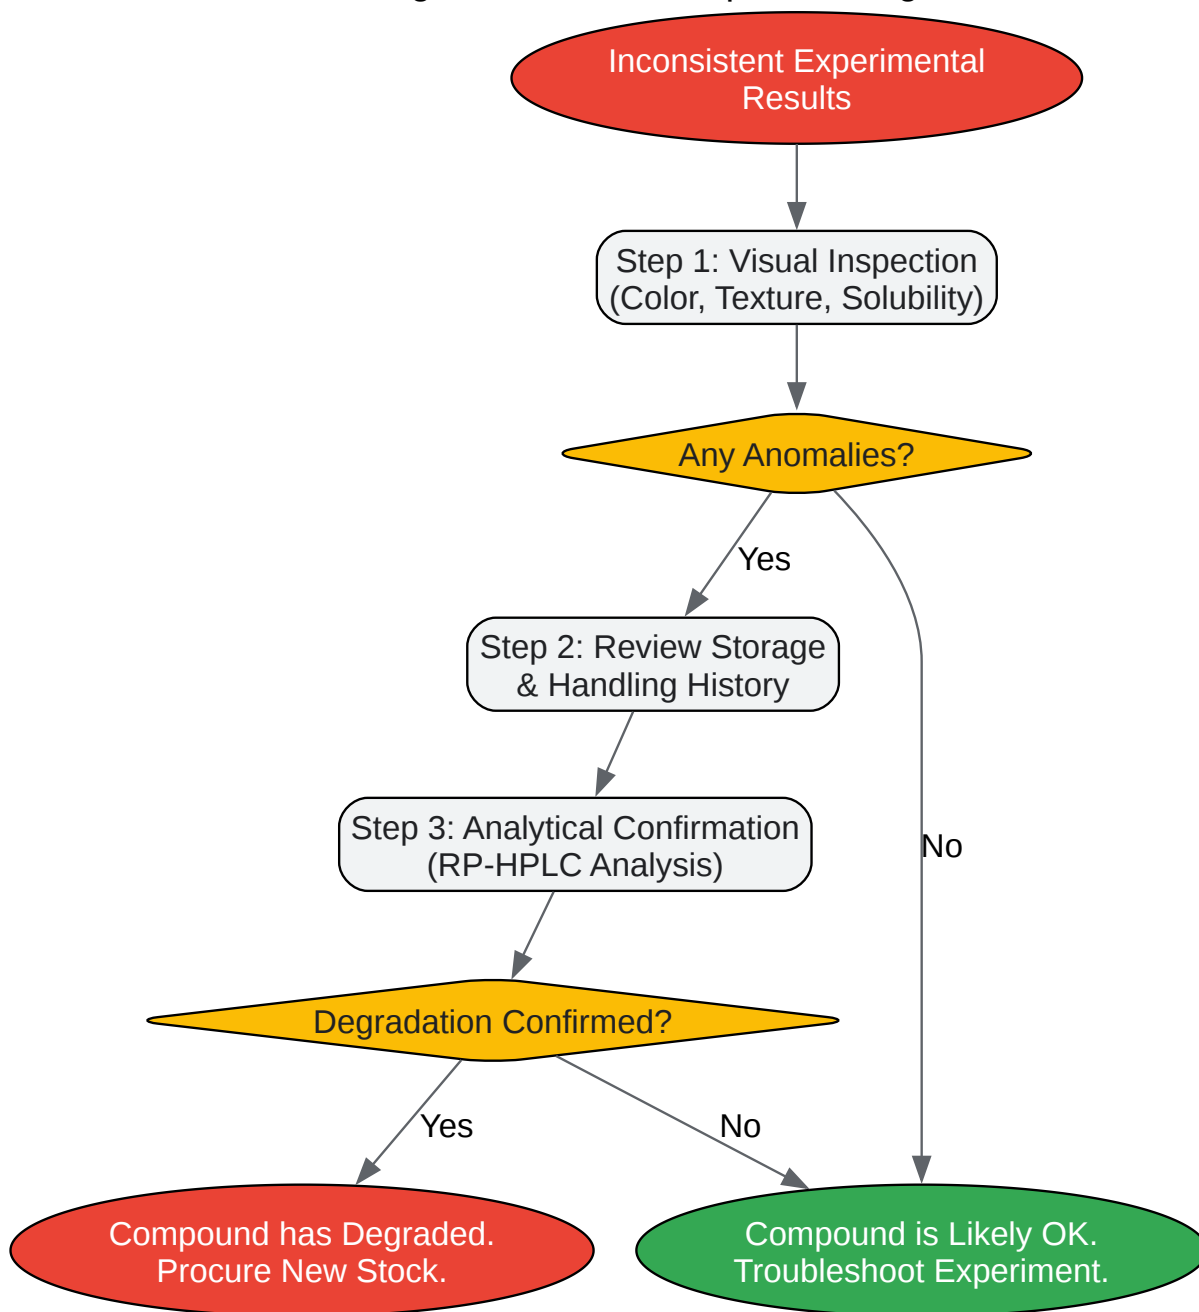 Inconsistent Experimental
Results
Step 1: Visual Inspection
(Color, Texture, Solubility)
Any Anomalies?
Yes
Step 2: Review Storage
& Handling History
Step 3: Analytical Confirmation
(RP-HPLC Analysis)
No
Degradation Confirmed?
Yes
No
Compound has Degraded.
Procure New Stock.
Compound is Likely OK.
Troubleshoot Experiment.